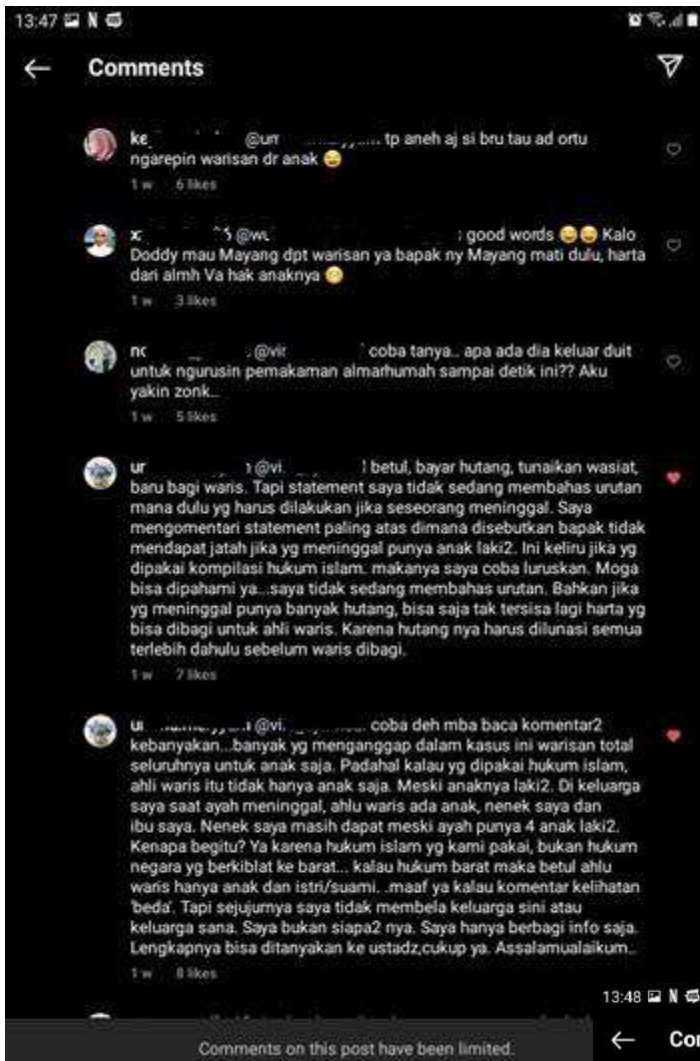 13:47 N
Comments
@un tp aneh aj si bru tau ad ortu
ngarepin warisan dr anak
1 w 6 likes
good words Kalo
Doddy mau Mayang dpt warisan ya bapak ny Mayang mati dulu, harta
dari almh Va hak anaknya
1 w 3 likes
coba tanya.. apa ada dia keluar duit
untuk ngurusin pemakaman almarhumah sampai detik ini?? Aku
yakin zonk..
1 w 5 likes
ur @vi. betul, bayar hutang, tunaikan wasiat,
baru bagi waris. Tapi statement saya tidak sedang membahas urutan
mana dulu yg harus dilakukan jika seseorang meninggal. Saya
mengomentari statement paling atas dimana disebutkan bapak tidak
mendapat jatah jika yg meninggal punya anak laki2. Ini keliru jika yg
dipakai kompilasi hukum islam. makanya saya coba luruskan. Moga
bisa dipahami ya...saya tidak sedang membahas urutan. Bahkan jika
yg meninggal punya banyak hutang, bisa saja tak tersisa lagi harta yg
bisa dibagi untuk ahli waris. Karena hutang nya harus dilunasi semua
terlebih dahulu sebelum waris dibagi.
1 w 7 likes
@vi. coba deh mba baca komentar2
kebanyakan...banyak yg menganggap dalam kasus ini warisan total
seluruhnya untuk anak saja. Padahal kalau yg dipakai hukum islam,
ahli waris itu tidak hanya anak saja. Meski anaknya laki2. Di keluarga
saya saat ayah meninggal, ahlu waris ada anak, nenek saya dan
ibu saya. Nenek saya masih dapat meski ayah punya 4 anak laki2.
Kenapa begitu? Ya karena hukum islam yg kami pakai, bukan hukum
negara yg berkiblat ke barat... kalau hukum barat maka betul ahlu
waris hanya anak dan istri/suami. .maaf ya kalau komentar kelihatan
'beda'. Tapi sejujurnya saya tidak membela keluarga sini atau
keluarga sana. Saya bukan siapa2 nya. Saya hanya berbagi info saja.
Lengkapnya bisa ditanyakan ke ustadz,cukup ya. Assalamualaikum..
1 w 8 likes
13:48 N
Comments on this post have been limited.
Co